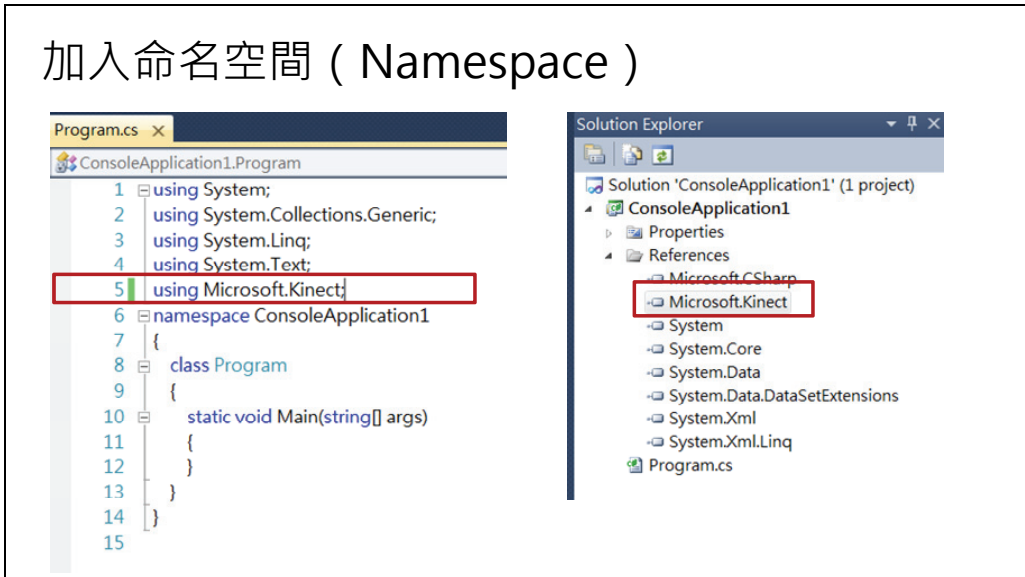 加入命名空間（Namespace）
Program.cs
ConsoleApplication1.Program
1 using System;
2 using System.Collections.Generic;
3 using System.Linq;
4 using System.Text;
5 using Microsoft.Kinect;
6 namespace ConsoleApplication1
7 {
8 class Program
9 {
10 static void Main(string[] args)
11 {
12 }
13 }
14 }
15
Solution Explorer
Solution 'ConsoleApplication1' (1 project)
ConsoleApplication1
Properties
References
Microsoft.CSharp
Microsoft.Kinect
System
System.Core
System.Data
System.Data.DataSetExtensions
System.Xml
System.Xml.Linq
Program.cs